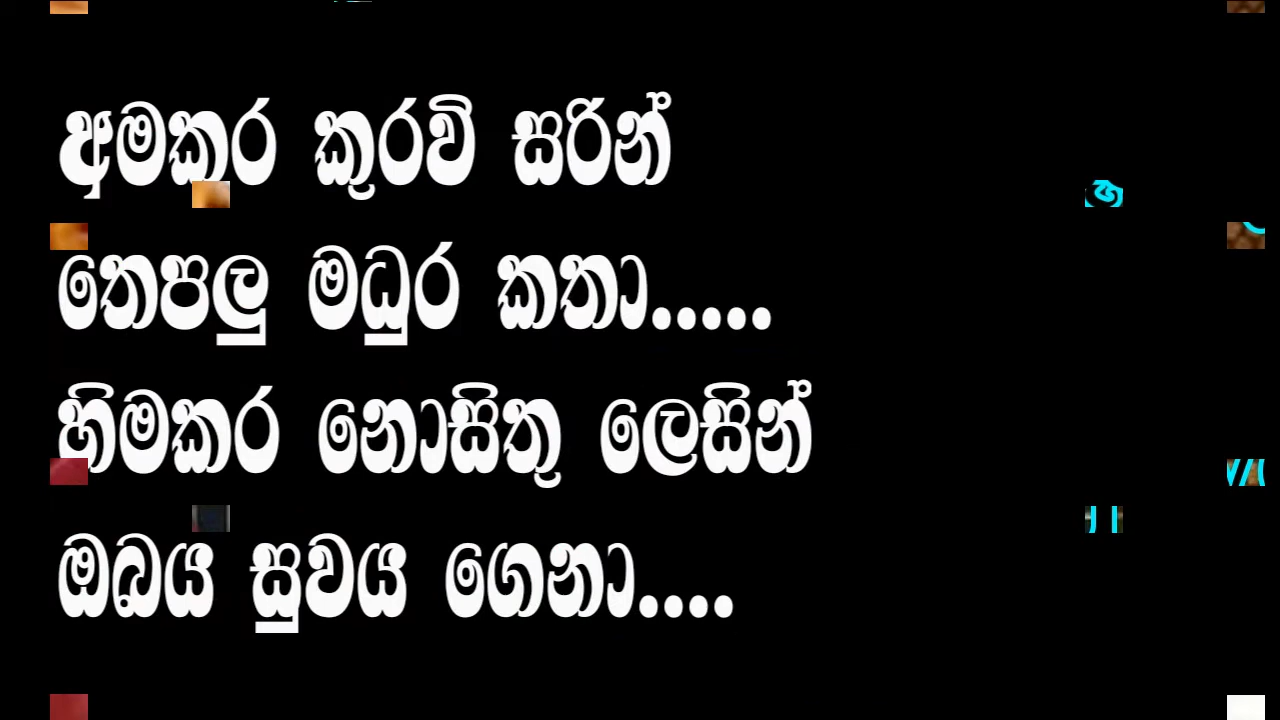 අමකර කුරවි සරින්
තෙපලු මධුර කතා.....
හිමකර නොසිතු ලෙසින්
ඔබය සුවය ගෙනා....